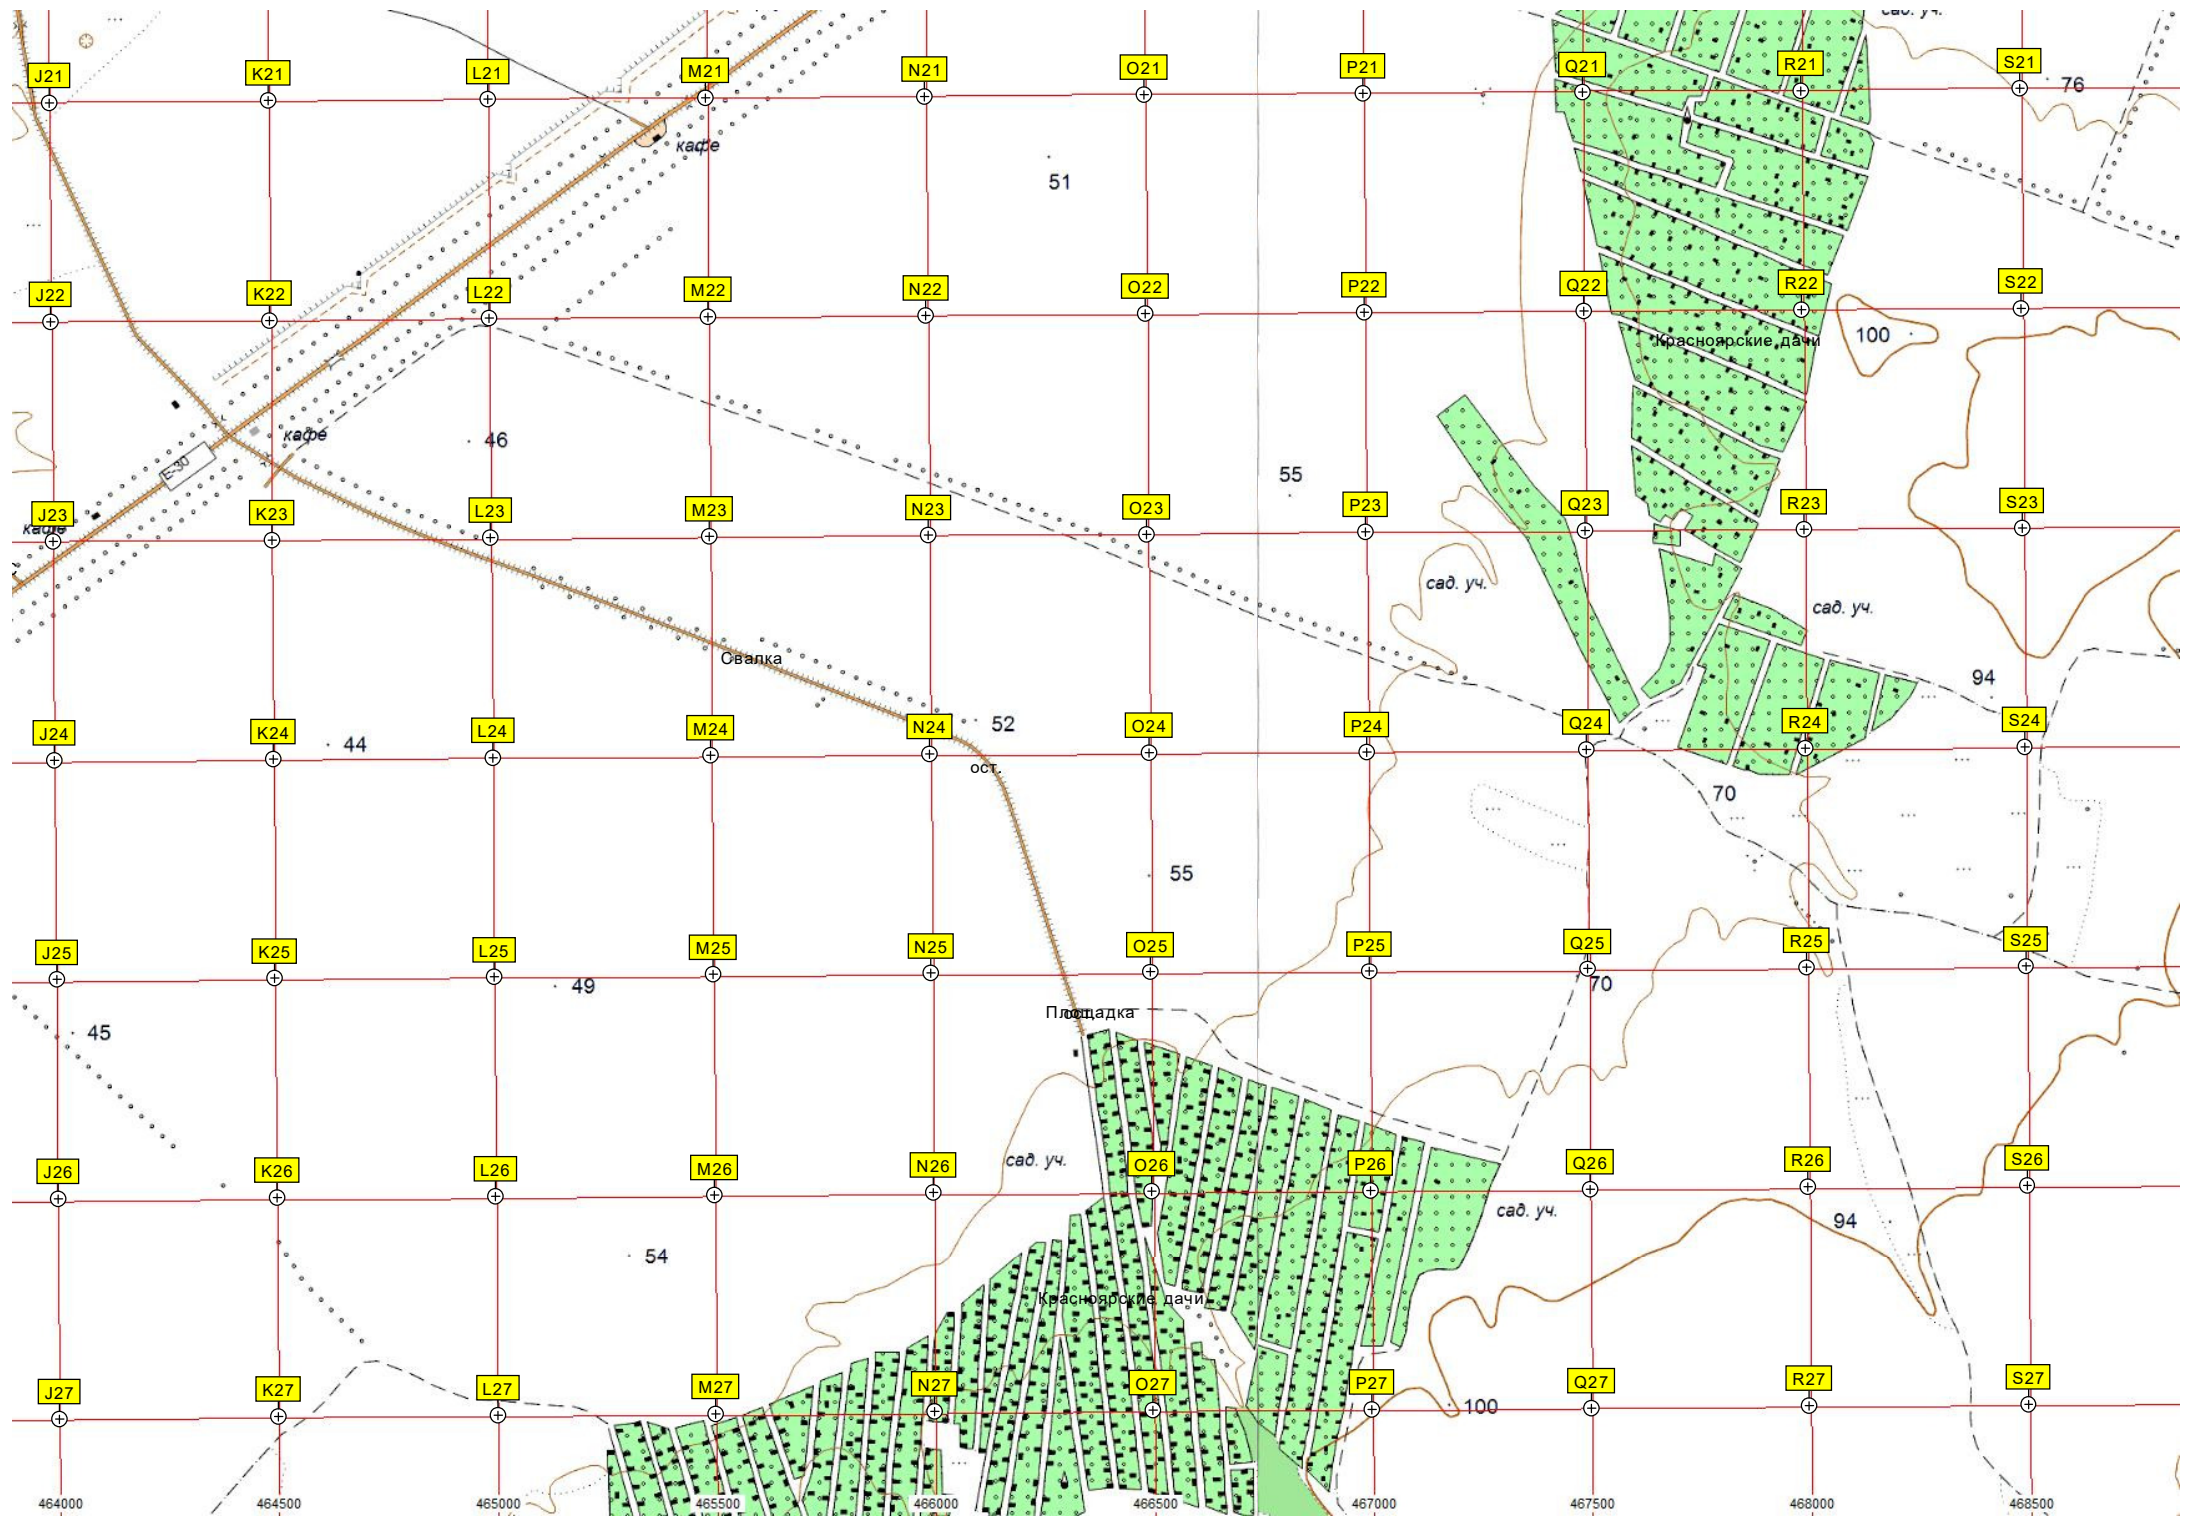 сад. уч.
J21 K21 L21 M21 N21 O21 P21 Q21 R21 S21
76
кафе
51
J22 K22 L22 M22 N22 O22 P22 Q22 R22 S22
100
Красноярские дачи
кафе
46
E-30
55
J23 K23 L23 M23 N23 O23 P23 Q23 R23 S23
кафе
сад. уч.
сад. уч.
Свалка
94
J24 K24 L24 M24 N24 O24 P24 Q24 R24 S24
52
44
ост.
70
55
J25 K25 L25 M25 N25 O25 P25 Q25 R25 S25
49
70
Площадка
ост.
45
сад. уч.
J26 K26 L26 M26 N26 O26 P26 Q26 R26 S26
сад. уч.
94
54
Красноярские дачи
J27 K27 L27 M27 N27 O27 P27 Q27 R27 S27
100
464000 464500 465000 465500 466000 466500 467000 467500 468000 468500